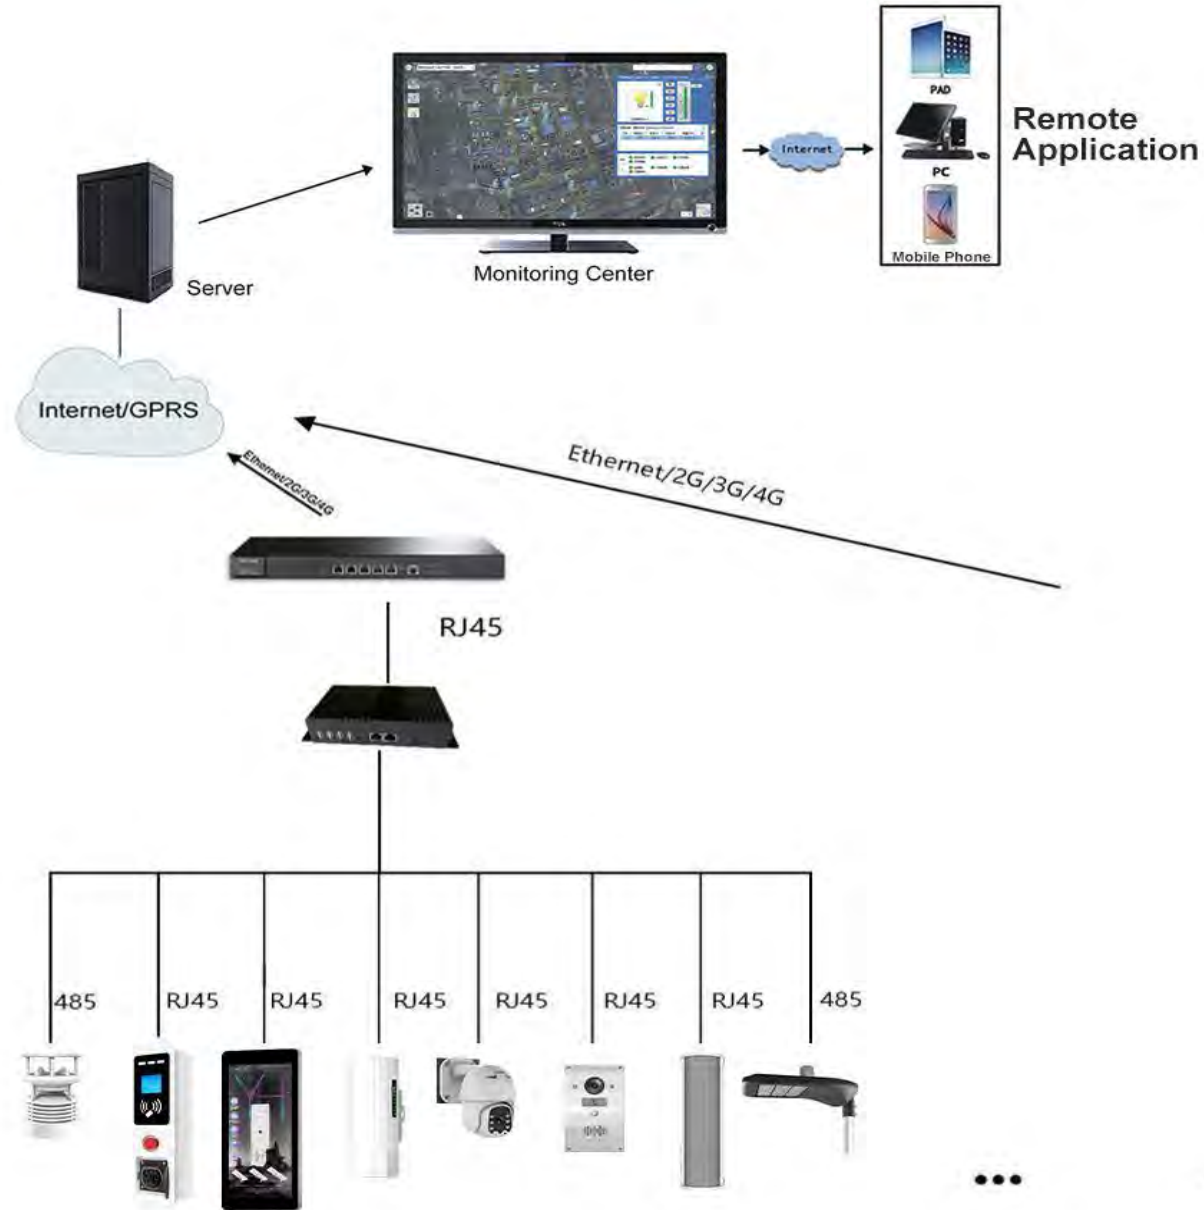 PAD
Remote
Application
Internet
PC
Mobile Phone
Monitoring Center
Server
Internet/GPRS
Ethernet/2G/3G/4G
Ethernet/2G/3G/4G
RJ45
485
RJ45
RJ45
RJ45
RJ45
RJ45
RJ45
485